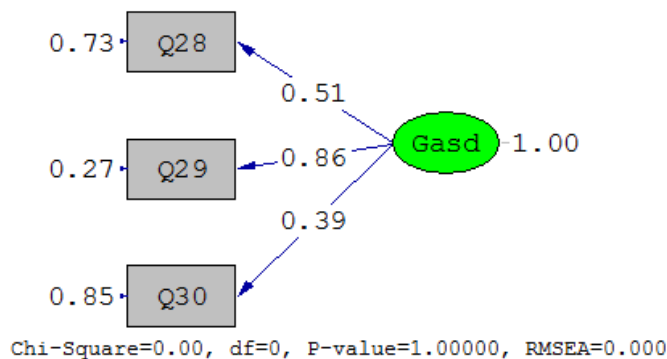 0.73 Q28
0.51
0.27 Q29 0.86 Gasd 1.00
0.39
0.85 Q30
Chi-Square=0.00, df=0, P-value=1.00000, RMSEA=0.000